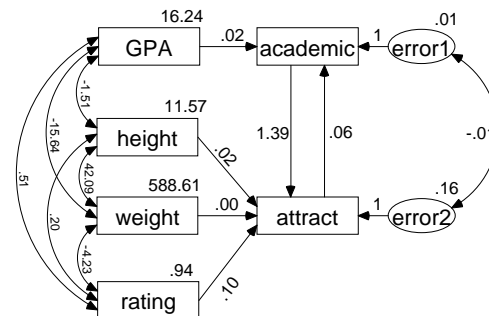 16.24
.01
GPA
.02
academic
1
error1
-1.51
11.57
-15.64
height
.02
1.39
.06
-.01
.51
42.09
588.61
.16
.20
weight
.00
attract
1
error2
-4.23
.94
.10
rating